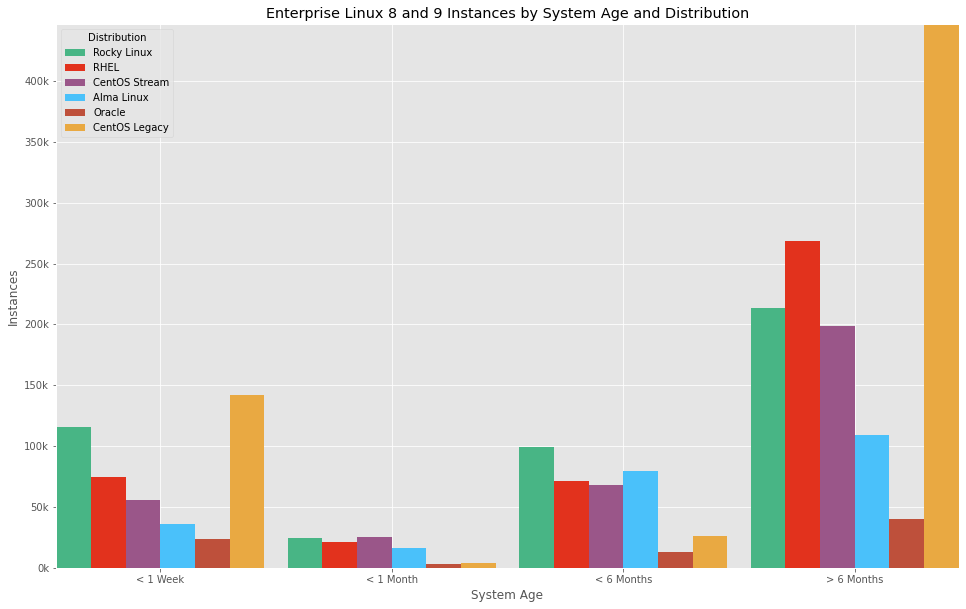 Enterprise Linux 8 and 9 Instances by System Age and Distribution
Distribution
Rocky Linux
RHEL
CentOS Stream
Alma Linux
Oracle
CentOS Legacy
400k
350k
300k
250k
200k
150k
100k
50k
0k
Instances
< 1 Week
< 1 Month
< 6 Months
> 6 Months
System Age